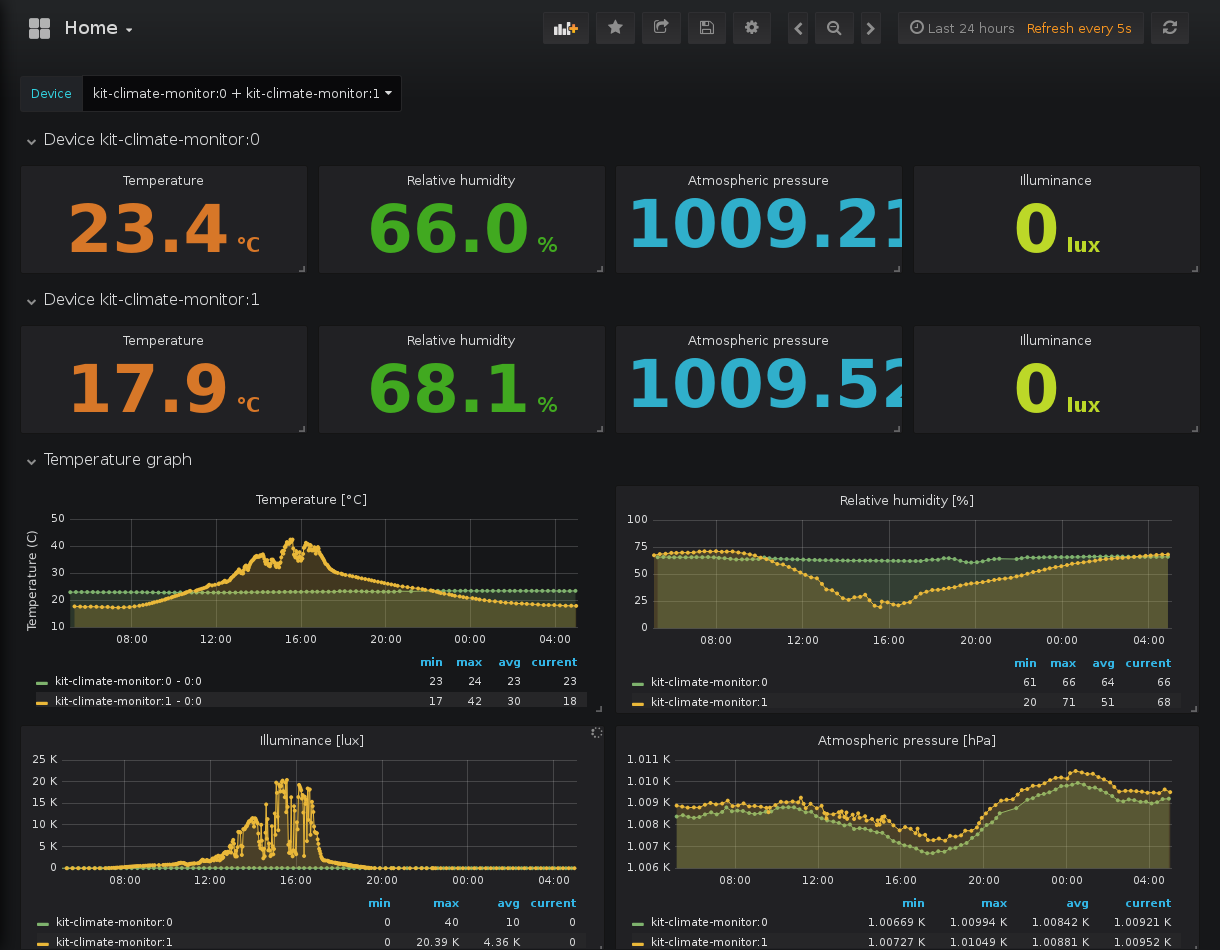 Home
Last 24 hours Refresh every 5s
Device kit-climate-monitor:0 + kit-climate-monitor:1
Device kit-climate-monitor:0
Temperature Relative humidity Atmospheric pressure Illuminance
23.4 °C 66.0 % 1009.21 0 lux
Device kit-climate-monitor:1
Temperature Relative humidity Atmospheric pressure Illuminance
17.9 °C 68.1 % 1009.52 0 lux
Temperature graph
Temperature [°C]
Temperature (C)
50
40
30
20
10
08:00 12:00 16:00 20:00 00:00 04:00
min max avg current
kit-climate-monitor:0 - 0:0 23 24 23 23
kit-climate-monitor:1 - 0:0 17 42 30 18
Relative humidity [%]
100
75
50
25
0
08:00 12:00 16:00 20:00 00:00 04:00
min max avg current
kit-climate-monitor:0 61 66 64 66
kit-climate-monitor:1 20 71 51 68
Illuminance [lux]
25 K
20 K
15 K
10 K
5 K
0
08:00 12:00 16:00 20:00 00:00 04:00
min max avg current
kit-climate-monitor:0 0 40 10 0
kit-climate-monitor:1 0 20.39 K 4.36 K 0
Atmospheric pressure [hPa]
1.011 K
1.010 K
1.009 K
1.008 K
1.007 K
1.006 K
08:00 12:00 16:00 20:00 00:00 04:00
min max avg current
kit-climate-monitor:0 1.00669 K 1.00994 K 1.00842 K 1.00921 K
kit-climate-monitor:1 1.00727 K 1.01049 K 1.00881 K 1.00952 K